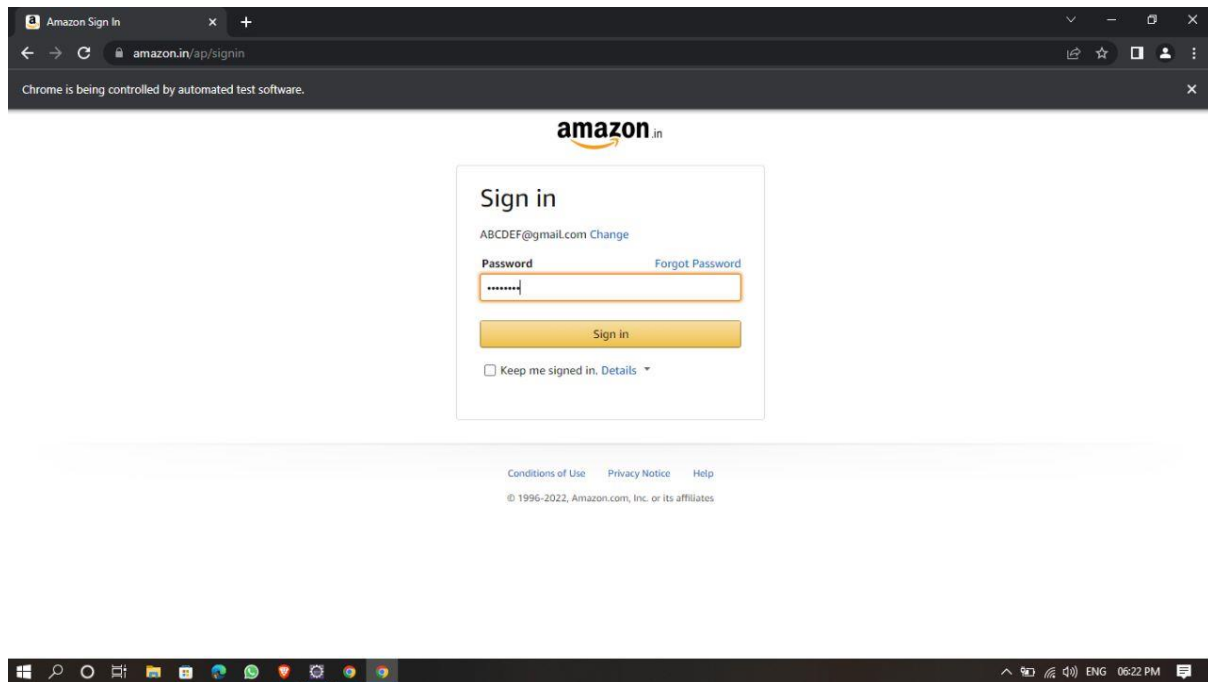 Amazon Sign In
amazon.in/ap/signin
Chrome is being controlled by automated test software.
amazon.in
Sign in
ABCDEF@gmail.com Change
Password Forgot Password
••••••••
Sign in
Keep me signed in. Details
Conditions of Use Privacy Notice Help
© 1996-2022, Amazon.com, Inc. or its affiliates
ENG 06:22 PM